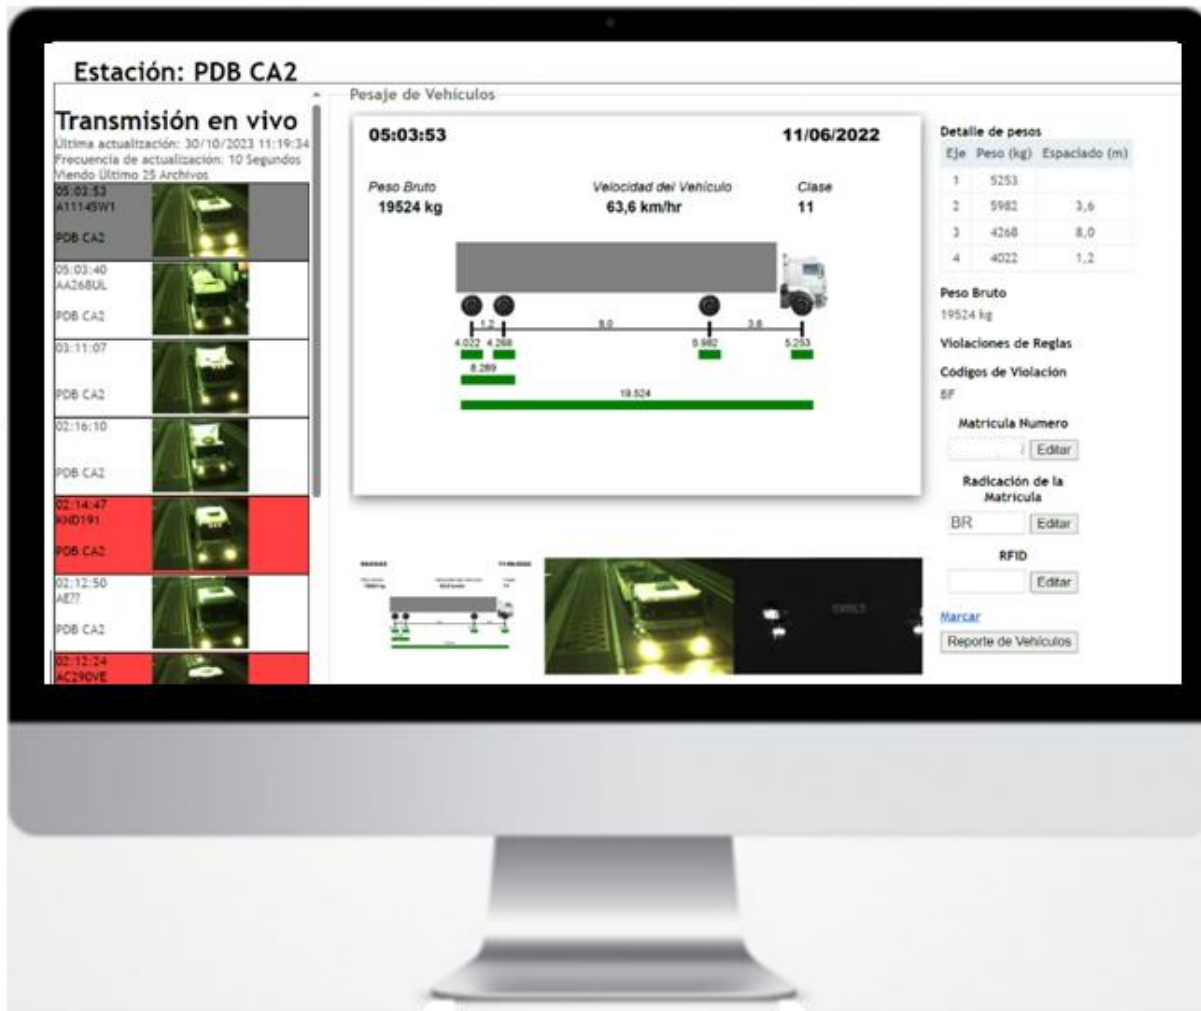 Estación: PDB CA2
Transmisión en vivo
Última actualización: 30/10/2023 11:19:34
Frecuencia de actualización: 10 Segundos
Viendo Último 25 Archivos
05:03:53
A1114SW1
PDB CA2
05:03:40
AA268UL
PDB CA2
03:11:07
PDB CA2
02:16:10
PDB CA2
02:14:47
KND191
PDB CA2
02:12:50
AE??
PDB CA2
02:12:24
AC290VE
Pesaje de Vehículos
05:03:53 11/06/2022
Peso Bruto Velocidad del Vehículo Clase
19524 kg 63,6 km/hr 11
1,2 8,0 3,6
4.022 4.268 5.982 5.253
8.289
19.524
Detalle de pesos
Eje Peso (kg) Espaciado (m)
1 5253
2 5982 3,6
3 4268 8,0
4 4022 1,2
Peso Bruto
19524 kg
Violaciones de Reglas
Códigos de Violación
BF
Matrícula Numero
Editar
Radicación de la
Matrícula
BR Editar
RFID
Editar
Marcar
Reporte de Vehículos